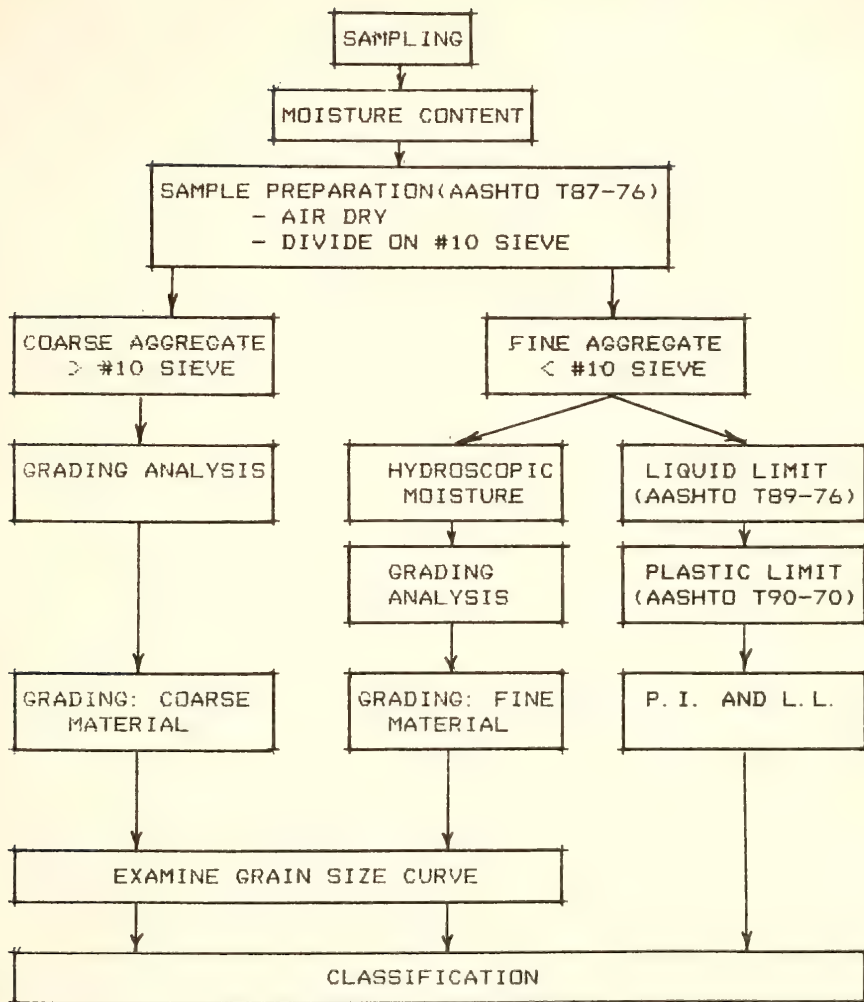 SAMPLING
MOISTURE CONTENT
SAMPLE PREPARATION(AASHTO T87-76)
- AIR DRY
- DIVIDE ON #10 SIEVE
COARSE AGGREGATE
> #10 SIEVE
FINE AGGREGATE
< #10 SIEVE
GRADING ANALYSIS
HYDROSCOPIC
MOISTURE
LIQUID LIMIT
(AASHTO T89-76)
GRADING
ANALYSIS
PLASTIC LIMIT
(AASHTO T90-70)
GRADING: COARSE
MATERIAL
GRADING: FINE
MATERIAL
P. I. AND L. L.
EXAMINE GRAIN SIZE CURVE
CLASSIFICATION